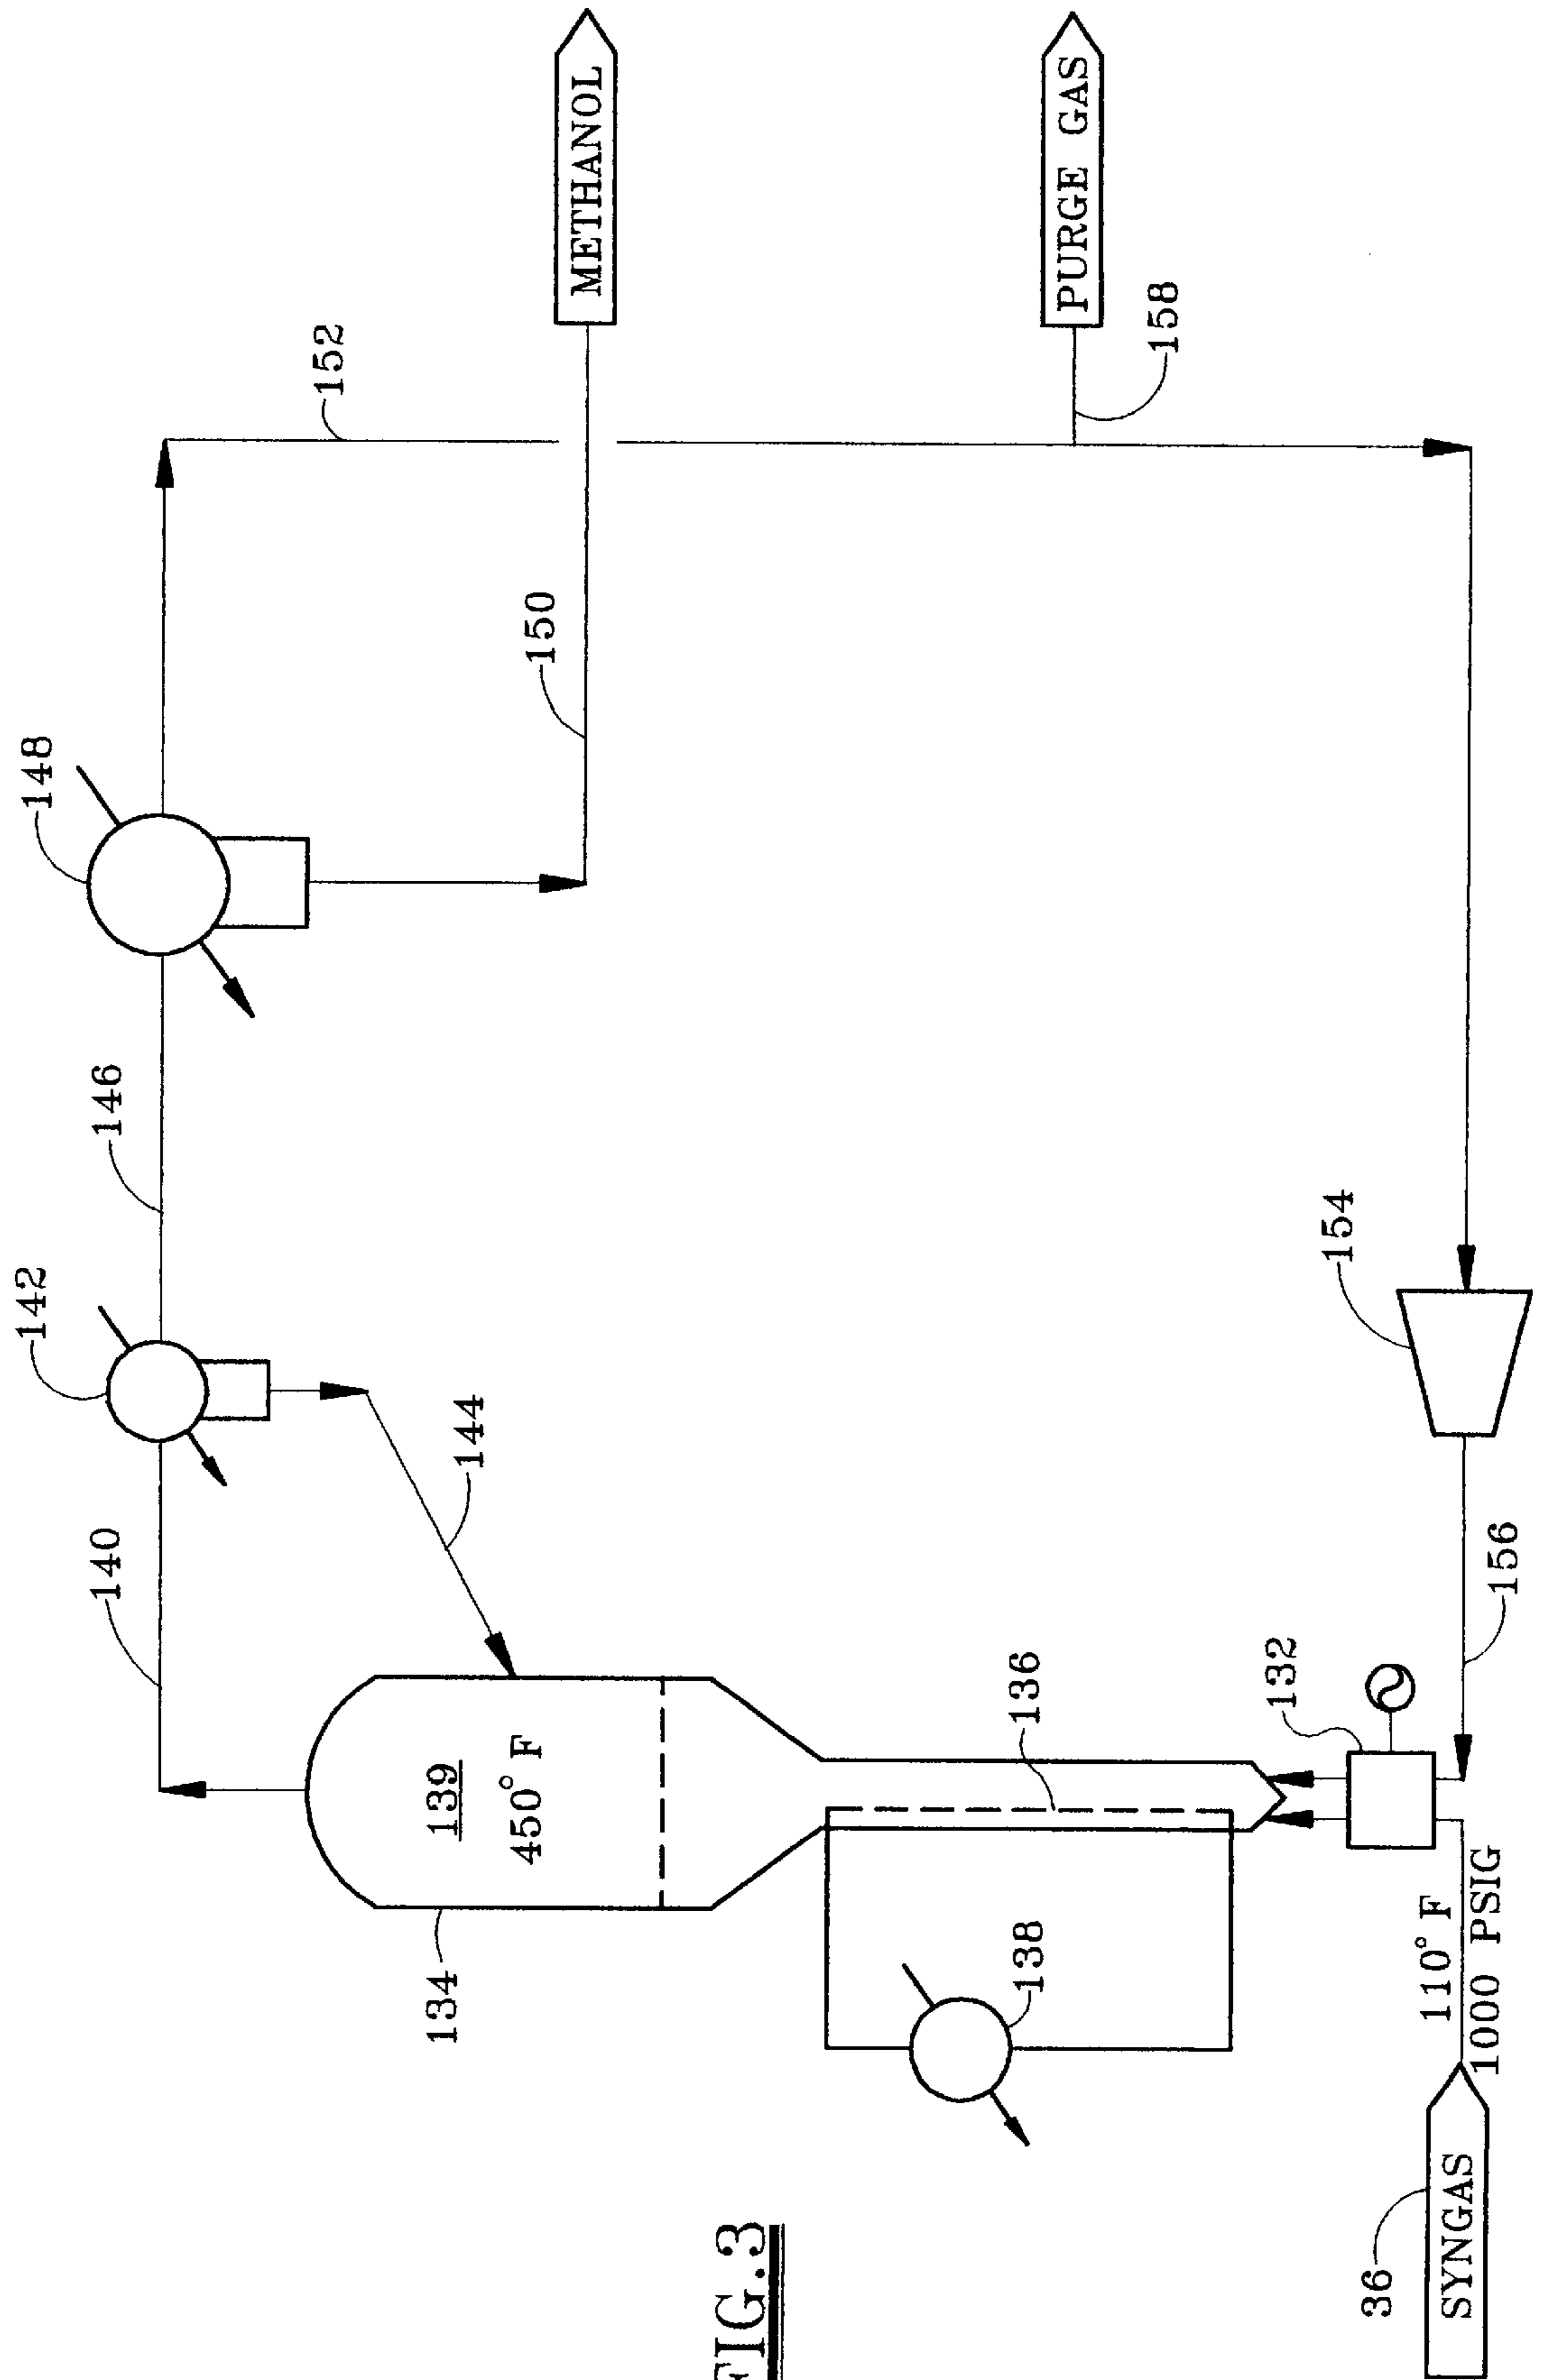 148
142
152
146
140
METHANOL
150
144
139
450° F
134
PURGE GAS
158
136
138
154
132
156
110° F
1000 PSIG
36
SYNGAS
FIG.3